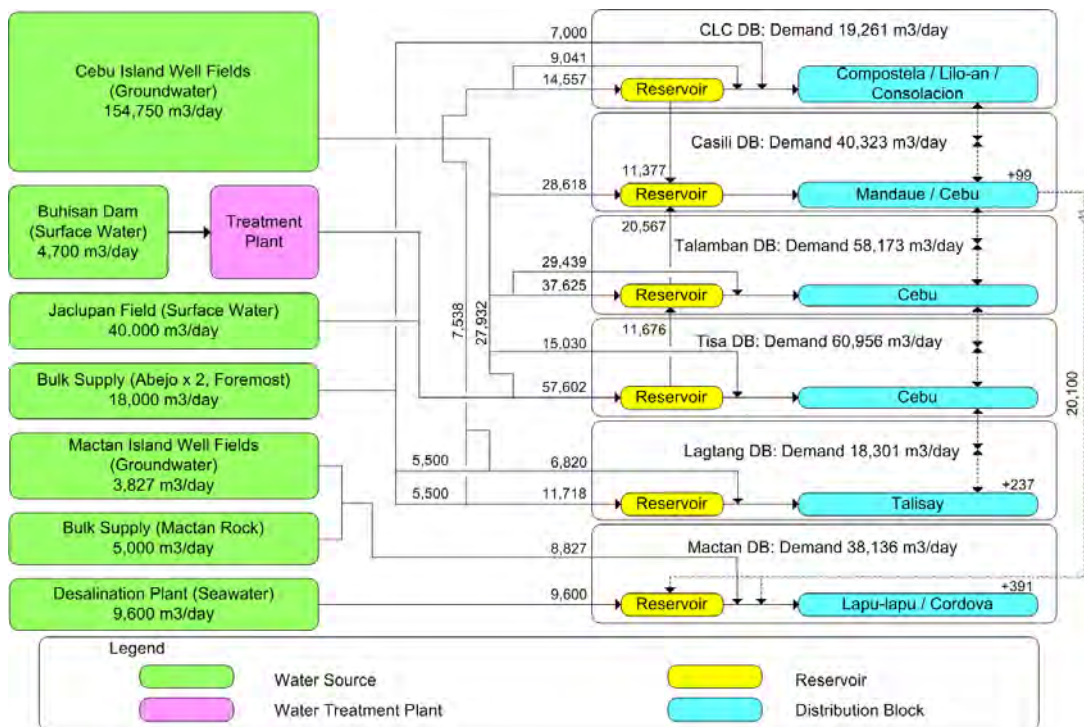 Cebu Island Well Fields
(Groundwater)
154,750 m3/day
Buhisan Dam
(Surface Water)
4,700 m3/day
Treatment
Plant
Jaclupan Field (Surface Water)
40.000 m3/day
Bulk Supply (Abejo x 2, Foremost)
18,000 m3/day
Mactan Island Well Fields
(Groundwater)
3,827 m3/day
Bulk Supply (Mactan Rock)
5,000 m3/day
Desalination Plant (Seawater)
9,600 m3/day
7,538
27,932
5,500
5,500
CLC DB: Demand 19,261 m3/day
7,000
9,041
14,557
Reservoir
Compostela / Lilo-an /
Consolacion
Casili DB: Demand 40,323 m3/day
11,377
28,618
Reservoir
Mandaue / Cebu
+99
20,567
Talamban DB: Demand 58,173 m3/day
29,439
37,625
Reservoir
Cebu
11,676
Tisa DB: Demand 60,956 m3/day
15,030
57,602
Reservoir
Cebu
20,100
Lagtang DB: Demand 18,301 m3/day
6,820
11,718
Reservoir
Talisay
+237
Mactan DB: Demand 38,136 m3/day
8,827
9,600
Reservoir
Lapu-lapu / Cordova
+391
Legend
Water Source
Water Treatment Plant
Reservoir
Distribution Block